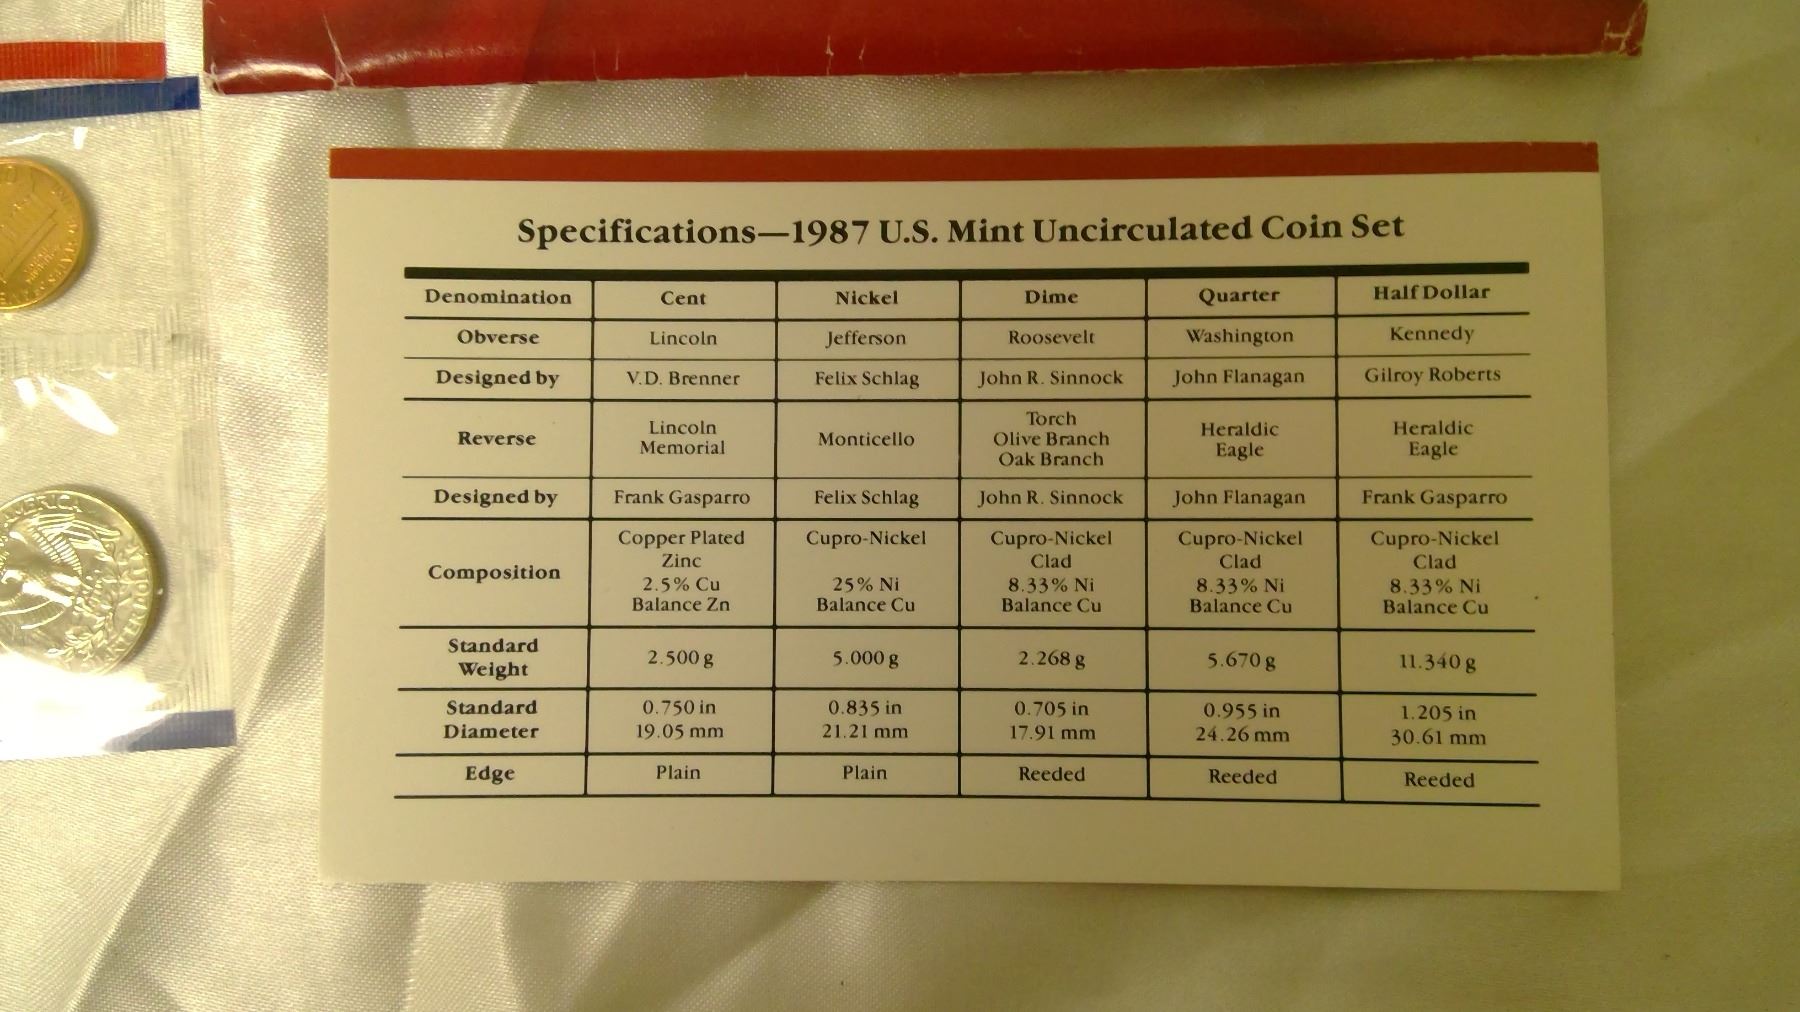 Specifications—1987 U.S. Mint Uncirculated Coin Set
Denomination Cent Nickel Dime Quarter Half Dollar
Obverse Lincoln Jefferson Roosevelt Washington Kennedy
Designed by V.D. Brenner Felix Schlag John R. Sinnock John Flanagan Gilroy Roberts
Reverse Lincoln Memorial Monticello Torch Olive Branch Oak Branch Heraldic Eagle Heraldic Eagle
Designed by Frank Gasparro Felix Schlag John R. Sinnock John Flanagan Frank Gasparro
Composition Copper Plated Zinc 2.5% Cu Balance Zn Cupro-Nickel 25% Ni Balance Cu Cupro-Nickel Clad 8.33% Ni Balance Cu Cupro-Nickel Clad 8.33% Ni Balance Cu Cupro-Nickel Clad 8.33% Ni Balance Cu
Standard Weight 2.500 g 5.000 g 2.268 g 5.670 g 11.340 g
Standard Diameter 0.750 in 19.05 mm 0.835 in 21.21 mm 0.705 in 17.91 mm 0.955 in 24.26 mm 1.205 in 30.61 mm
Edge Plain Plain Reeded Reeded Reeded
AMERICA